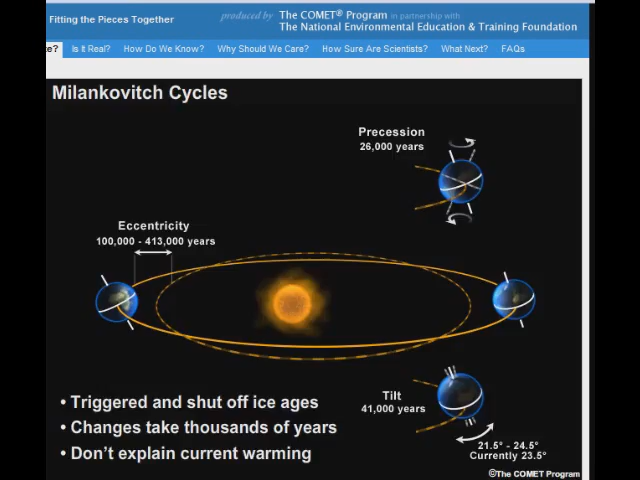 Fitting the Pieces Together
produced by The COMET® Program in partnership with
The National Environmental Education & Training Foundation
te? Is it Real? How Do We Know? Why Should We Care? How Sure Are Scientists? What Next? FAQs
Milankovitch Cycles
Precession
26,000 years
Eccentricity
100,000 - 413,000 years
Tilt
41,000 years
21.5° - 24.5°
Currently 23.5°
• Triggered and shut off ice ages
• Changes take thousands of years
• Don't explain current warming
©The COMET Program